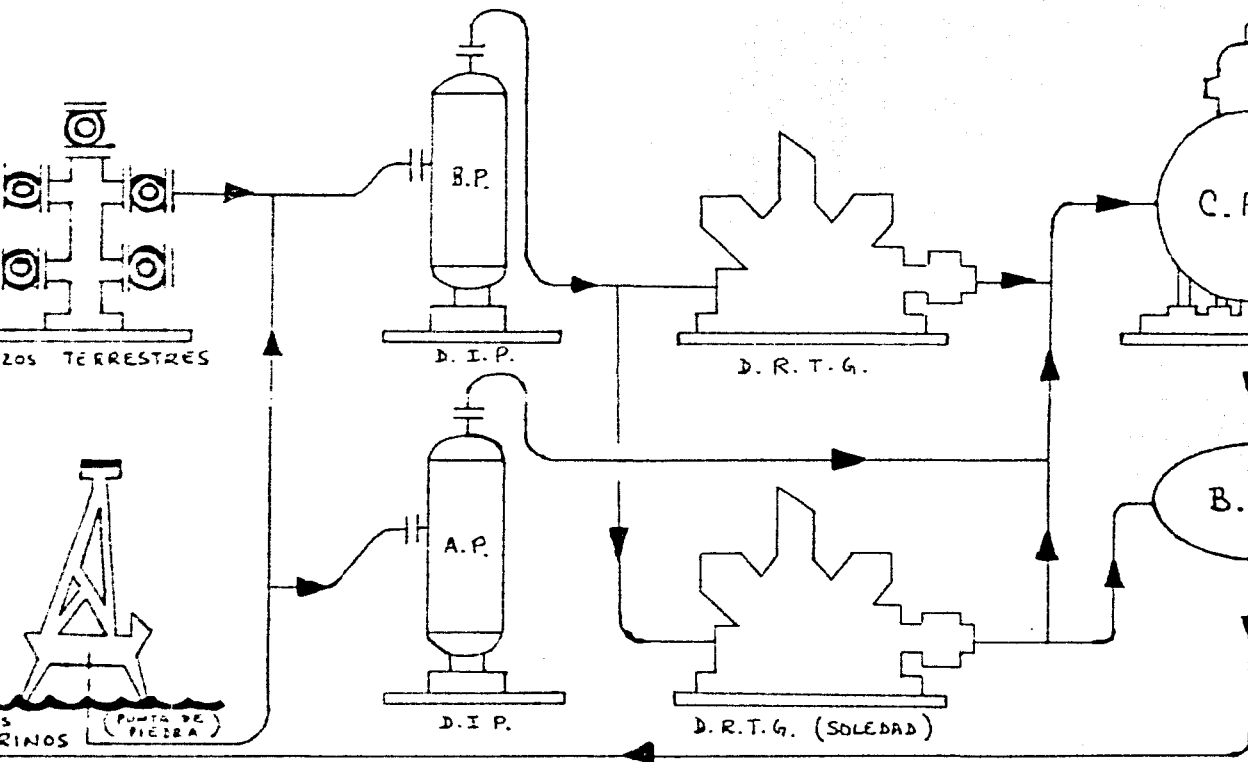 B.P.
C.P
ZOS TERRESTRES
D. I. P.
D. R. T. G.
A.P.
B.
S
RINOS
(PUNTA DE
PIEDRA)
D.I P.
D.R.T.G. (SOLEDAD)